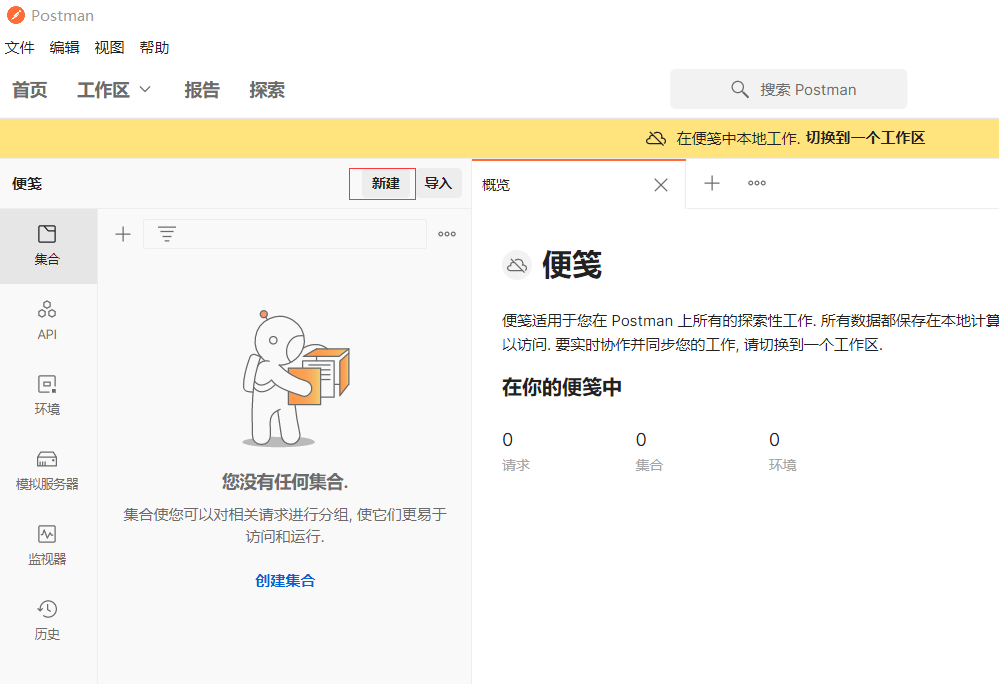 Postman
文件 编辑 视图 帮助
首页 工作区 报告 探索 搜索 Postman
在便笺中本地工作. 切换到一个工作区
便笺 新建 导入 概览
集合
API
环境
模拟服务器
监视器
历史
您没有任何集合.
集合使您可以对相关请求进行分组, 使它们更易于
访问和运行.
创建集合
便笺
便笺适用于您在 Postman 上所有的探索性工作. 所有数据都保存在本地计算
以访问. 要实时协作并同步您的工作, 请切换到一个工作区.
在你的便笺中
0 0 0
请求 集合 环境